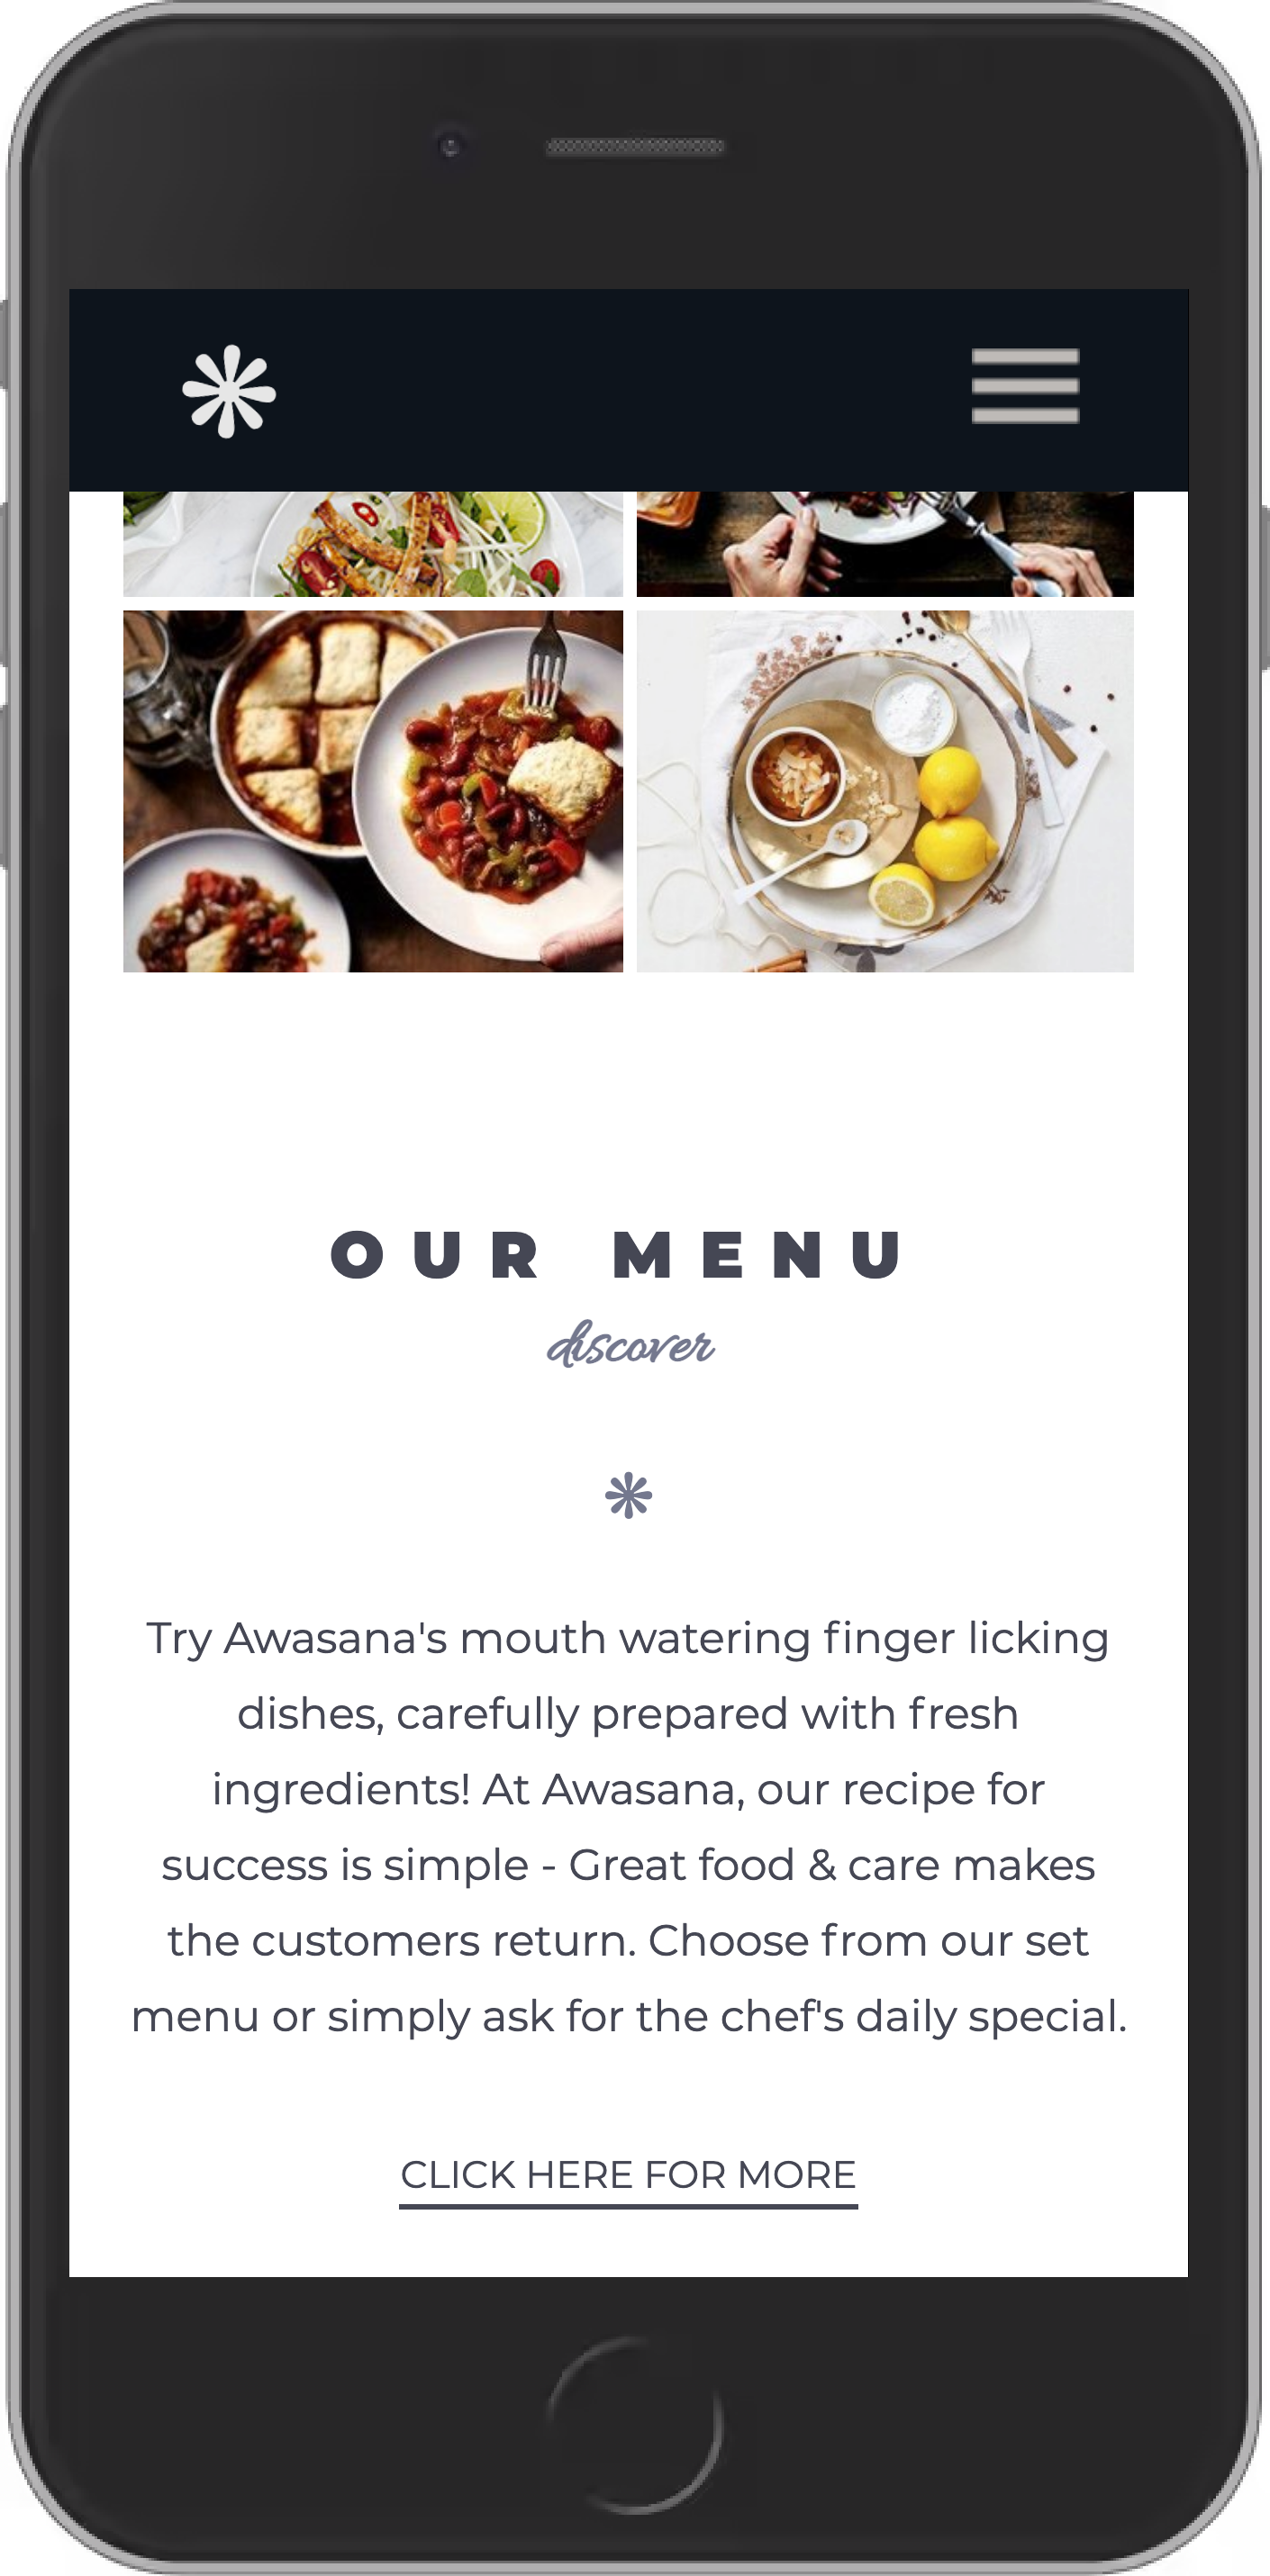 OUR MENU
discover
Try Awasana's mouth watering finger licking
dishes, carefully prepared with fresh
ingredients! At Awasana, our recipe for
success is simple - Great food & care makes
the customers return. Choose from our set
menu or simply ask for the chef's daily special.
CLICK HERE FOR MORE